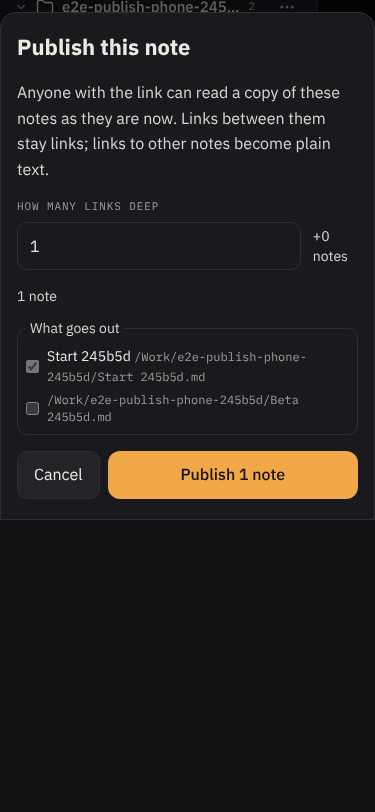 e2e-publish-phone-245... 2
Publish this note
Anyone with the link can read a copy of these
notes as they are now. Links between them
stay links; links to other notes become plain
text.
HOW MANY LINKS DEEP
1
+0
notes
1 note
What goes out
Start 245b5d /Work/e2e-publish-phone-
245b5d/Start 245b5d.md
/Work/e2e-publish-phone-245b5d/Beta
245b5d.md
Cancel
Publish 1 note